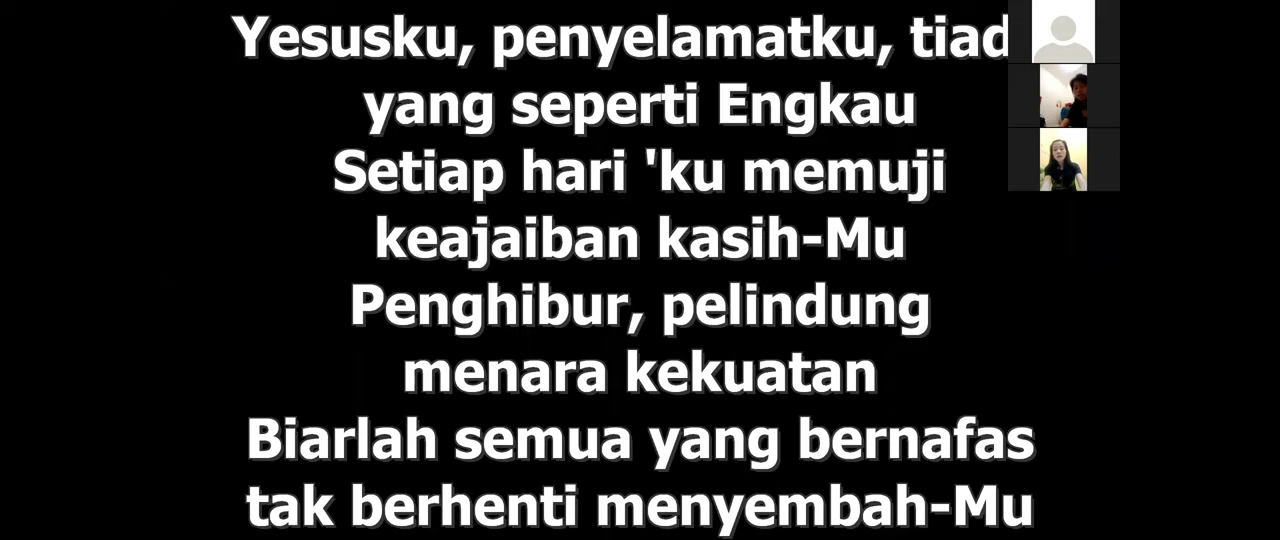 Yesusku, penyelamatku, tiad
yang seperti Engkau
Setiap hari 'ku memuji
keajaiban kasih-Mu
Penghibur, pelindung
menara kekuatan
Biarlah semua yang bernafas
tak berhenti menyembah-Mu